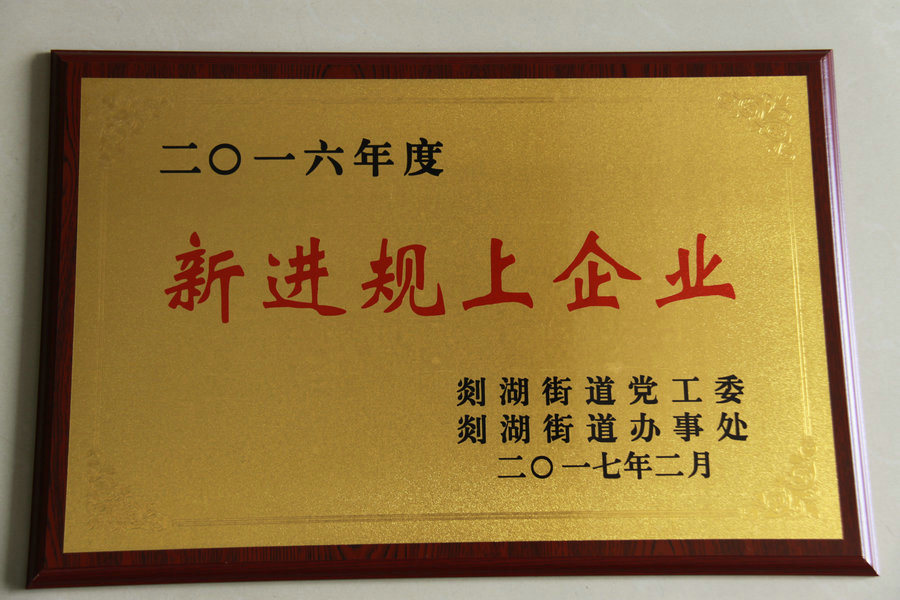 二〇一六年度
新进规上企业
剡湖街道党工委
剡湖街道办事处
二〇一七年二月